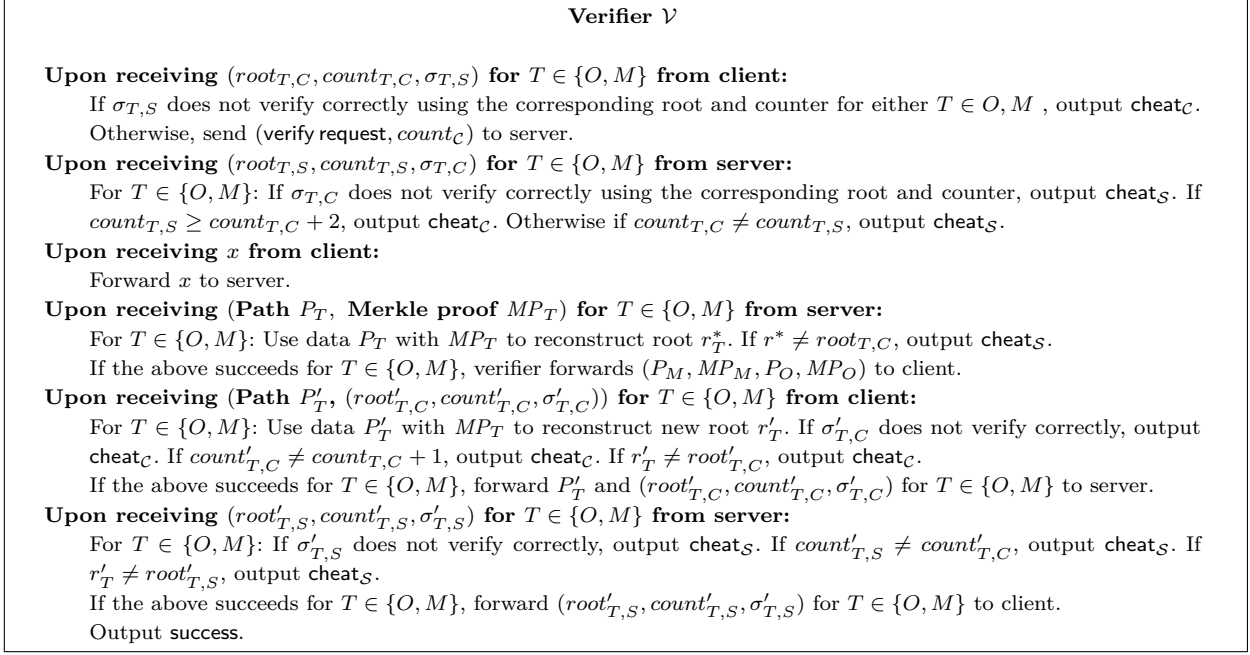 Verifier 𝒱
Upon receiving (root_{T,C}, count_{T,C}, σ_{T,S}) for T ∈ {O, M} from client:
If σ_{T,S} does not verify correctly using the corresponding root and counter for either T ∈ O, M , output cheat_𝒞.
Otherwise, send (verify request, count_𝒞) to server.
Upon receiving (root_{T,S}, count_{T,S}, σ_{T,C}) for T ∈ {O, M} from server:
For T ∈ {O, M}: If σ_{T,C} does not verify correctly using the corresponding root and counter, output cheat_𝒮. If
count_{T,S} ≥ count_{T,C} + 2, output cheat_𝒞. Otherwise if count_{T,C} ≠ count_{T,S}, output cheat_𝒮.
Upon receiving x from client:
Forward x to server.
Upon receiving (Path P_T, Merkle proof MP_T) for T ∈ {O, M} from server:
For T ∈ {O, M}: Use data P_T with MP_T to reconstruct root r*_T. If r* ≠ root_{T,C}, output cheat_𝒮.
If the above succeeds for T ∈ {O, M}, verifier forwards (P_M, MP_M, P_O, MP_O) to client.
Upon receiving (Path P′_T, (root′_{T,C}, count′_{T,C}, σ′_{T,C})) for T ∈ {O, M} from client:
For T ∈ {O, M}: Use data P′_T with MP_T to reconstruct new root r′_T. If σ′_{T,C} does not verify correctly, output
cheat_𝒞. If count′_{T,C} ≠ count_{T,C} + 1, output cheat_𝒞. If r′_T ≠ root′_{T,C}, output cheat_𝒞.
If the above succeeds for T ∈ {O, M}, forward P′_T and (root′_{T,C}, count′_{T,C}, σ′_{T,C}) for T ∈ {O, M} to server.
Upon receiving (root′_{T,S}, count′_{T,S}, σ′_{T,S}) for T ∈ {O, M} from server:
For T ∈ {O, M}: If σ′_{T,S} does not verify correctly, output cheat_𝒮. If count′_{T,S} ≠ count′_{T,C}, output cheat_𝒮. If
r′_T ≠ root′_{T,S}, output cheat_𝒮.
If the above succeeds for T ∈ {O, M}, forward (root′_{T,S}, count′_{T,S}, σ′_{T,S}) for T ∈ {O, M} to client.
Output success.